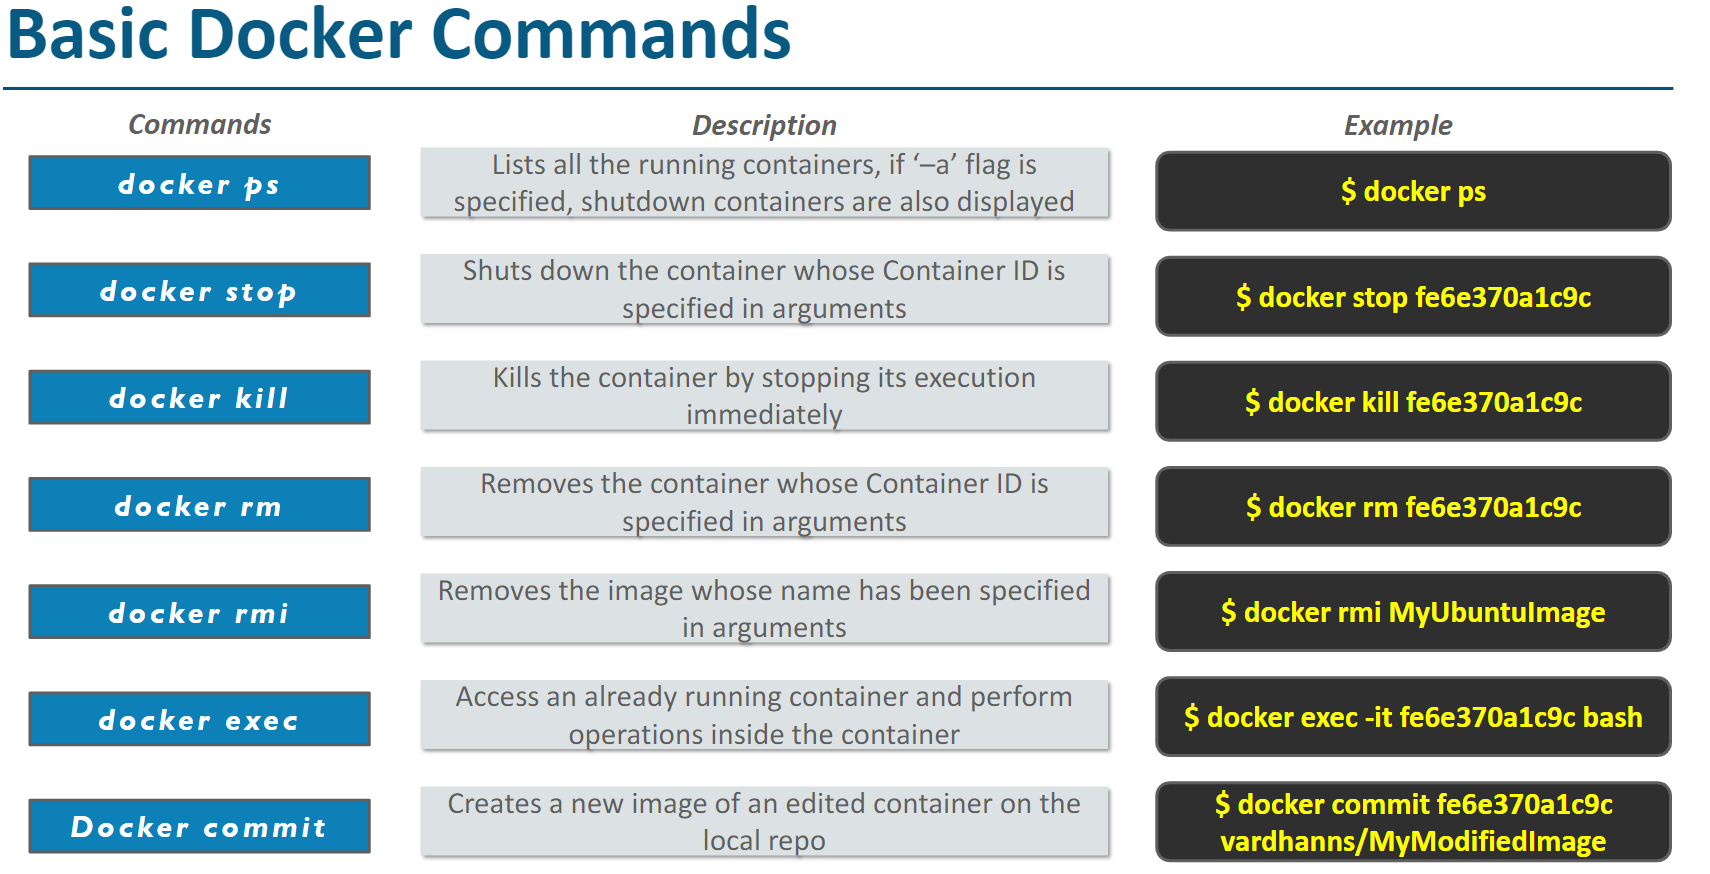 Basic Docker Commands
Commands
Description
Example
docker ps
Lists all the running containers, if ‘–a’ flag is
specified, shutdown containers are also displayed
$ docker ps
docker stop
Shuts down the container whose Container ID is
specified in arguments
$ docker stop fe6e370a1c9c
docker kill
Kills the container by stopping its execution
immediately
$ docker kill fe6e370a1c9c
docker rm
Removes the container whose Container ID is
specified in arguments
$ docker rm fe6e370a1c9c
docker rmi
Removes the image whose name has been specified
in arguments
$ docker rmi MyUbuntuImage
docker exec
Access an already running container and perform
operations inside the container
$ docker exec -it fe6e370a1c9c bash
Docker commit
Creates a new image of an edited container on the
local repo
$ docker commit fe6e370a1c9c
vardhanns/MyModifiedImage